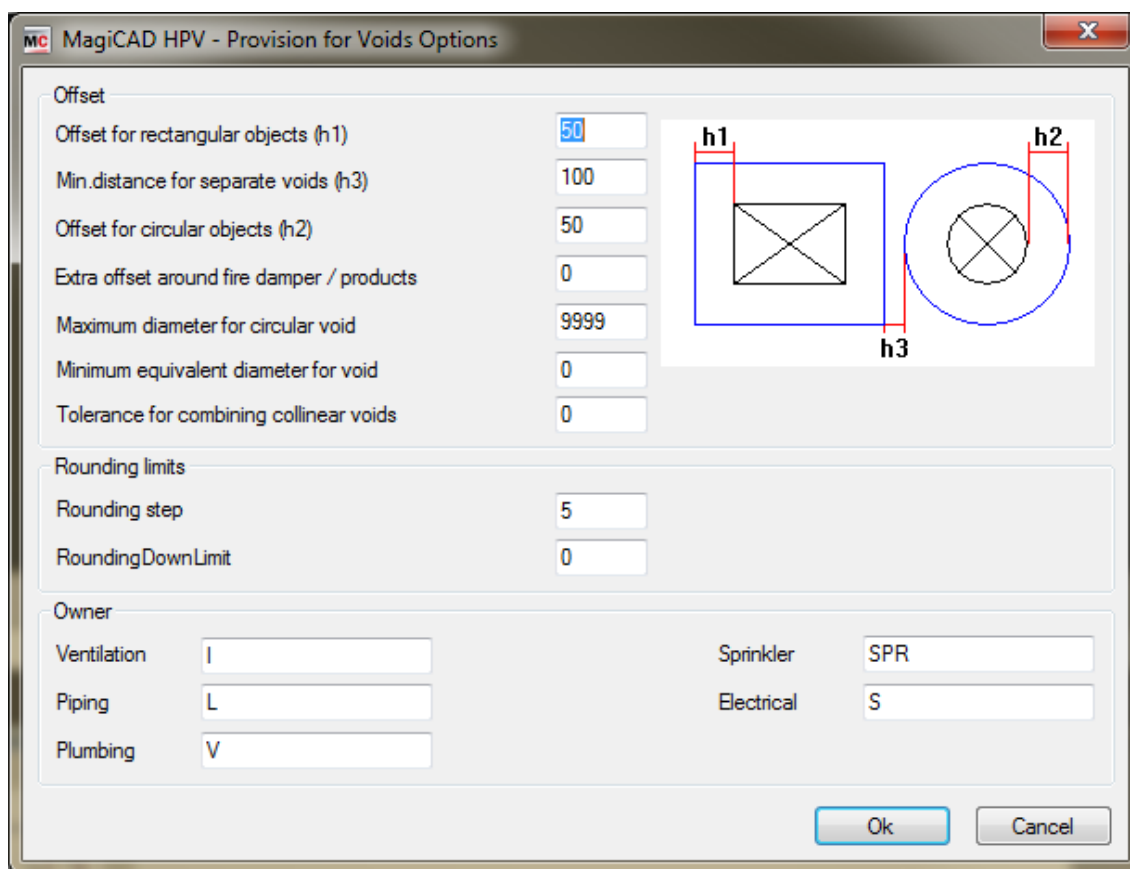 MC MagiCAD HPV - Provision for Voids Options
Offset
Offset for rectangular objects (h1) 50
Min.distance for separate voids (h3) 100
Offset for circular objects (h2) 50
Extra offset around fire damper / products 0
Maximum diameter for circular void 9999
Minimum equivalent diameter for void 0
Tolerance for combining collinear voids 0
h1 h2
h3
Rounding limits
Rounding step 5
RoundingDownLimit 0
Owner
Ventilation I Sprinkler SPR
Piping L Electrical S
Plumbing V
Ok Cancel